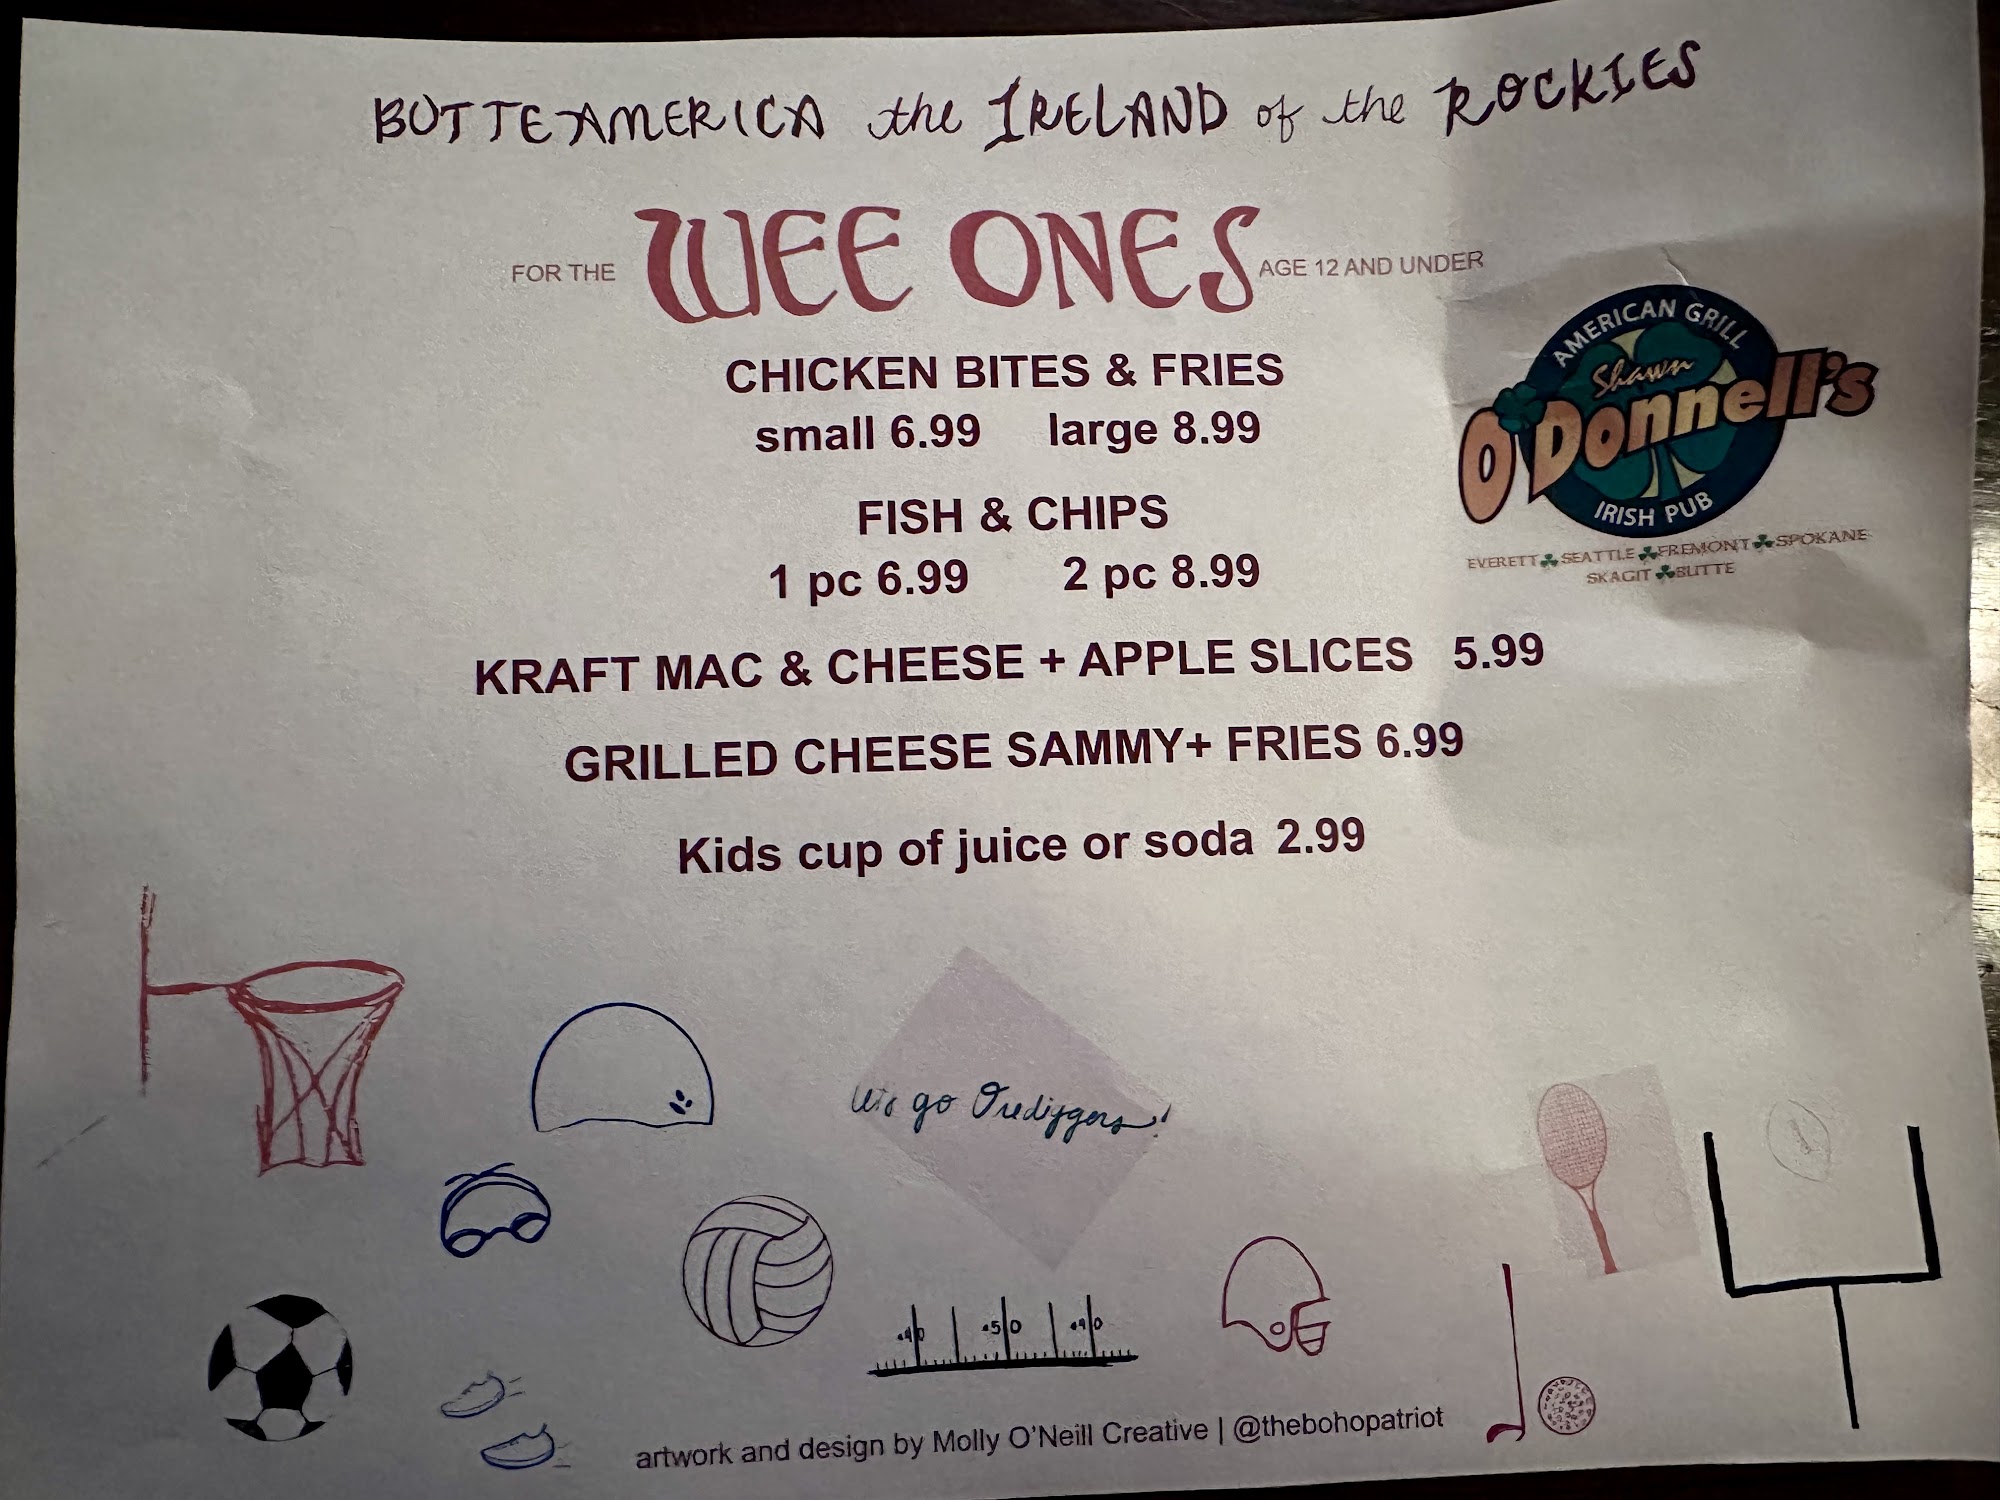 BUTTE AMERICA the IRELAND of the ROCKIES
FOR THE WEE ONES AGE 12 AND UNDER
AMERICAN GRILL
Shawn
O'Donnell's
IRISH PUB
EVERETT ☘ SEATTLE ☘ FREMONT ☘ SPOKANE
SKAGIT ☘ BUTTE
CHICKEN BITES & FRIES
small 6.99 large 8.99
FISH & CHIPS
1 pc 6.99 2 pc 8.99
KRAFT MAC & CHEESE + APPLE SLICES 5.99
GRILLED CHEESE SAMMY+ FRIES 6.99
Kids cup of juice or soda 2.99
let's go Orediggers!
40 50 40
artwork and design by Molly O'Neill Creative | @thebohopatriot